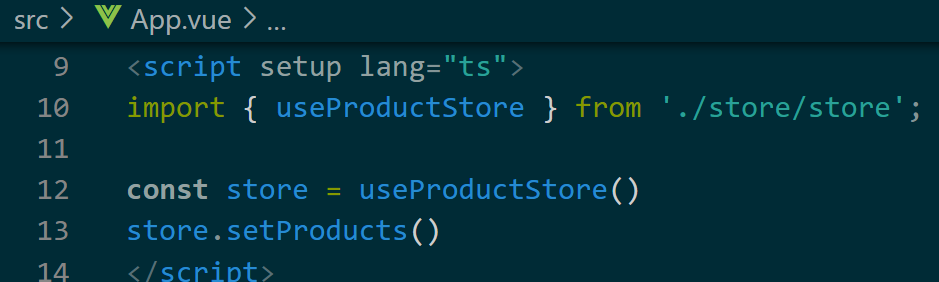 src > App.vue > ...
9 <script setup lang="ts">
10 import { useProductStore } from './store/store';
11
12 const store = useProductStore()
13 store.setProducts()
14 </script>